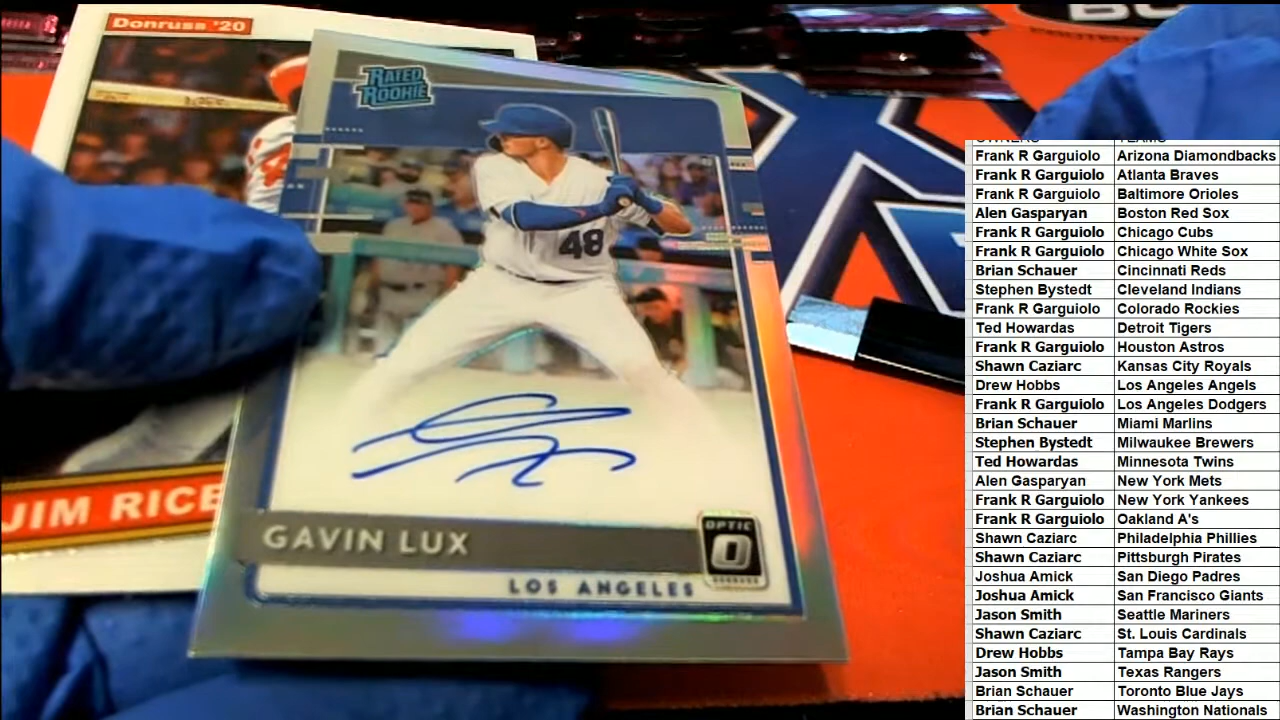 Donruss '20
RATED
ROOKIE
48
GAVIN LUX
OPTIC
DONRUSS
LOS ANGELES
JIM RICE
OWNERS TEAMS
Frank R Garguiolo Arizona Diamondbacks
Frank R Garguiolo Atlanta Braves
Frank R Garguiolo Baltimore Orioles
Alen Gasparyan Boston Red Sox
Frank R Garguiolo Chicago Cubs
Frank R Garguiolo Chicago White Sox
Brian Schauer Cincinnati Reds
Stephen Bystedt Cleveland Indians
Frank R Garguiolo Colorado Rockies
Ted Howardas Detroit Tigers
Frank R Garguiolo Houston Astros
Shawn Caziarc Kansas City Royals
Drew Hobbs Los Angeles Angels
Frank R Garguiolo Los Angeles Dodgers
Brian Schauer Miami Marlins
Stephen Bystedt Milwaukee Brewers
Ted Howardas Minnesota Twins
Alen Gasparyan New York Mets
Frank R Garguiolo New York Yankees
Frank R Garguiolo Oakland A's
Shawn Caziarc Philadelphia Phillies
Shawn Caziarc Pittsburgh Pirates
Joshua Amick San Diego Padres
Joshua Amick San Francisco Giants
Jason Smith Seattle Mariners
Shawn Caziarc St. Louis Cardinals
Drew Hobbs Tampa Bay Rays
Jason Smith Texas Rangers
Brian Schauer Toronto Blue Jays
Brian Schauer Washington Nationals